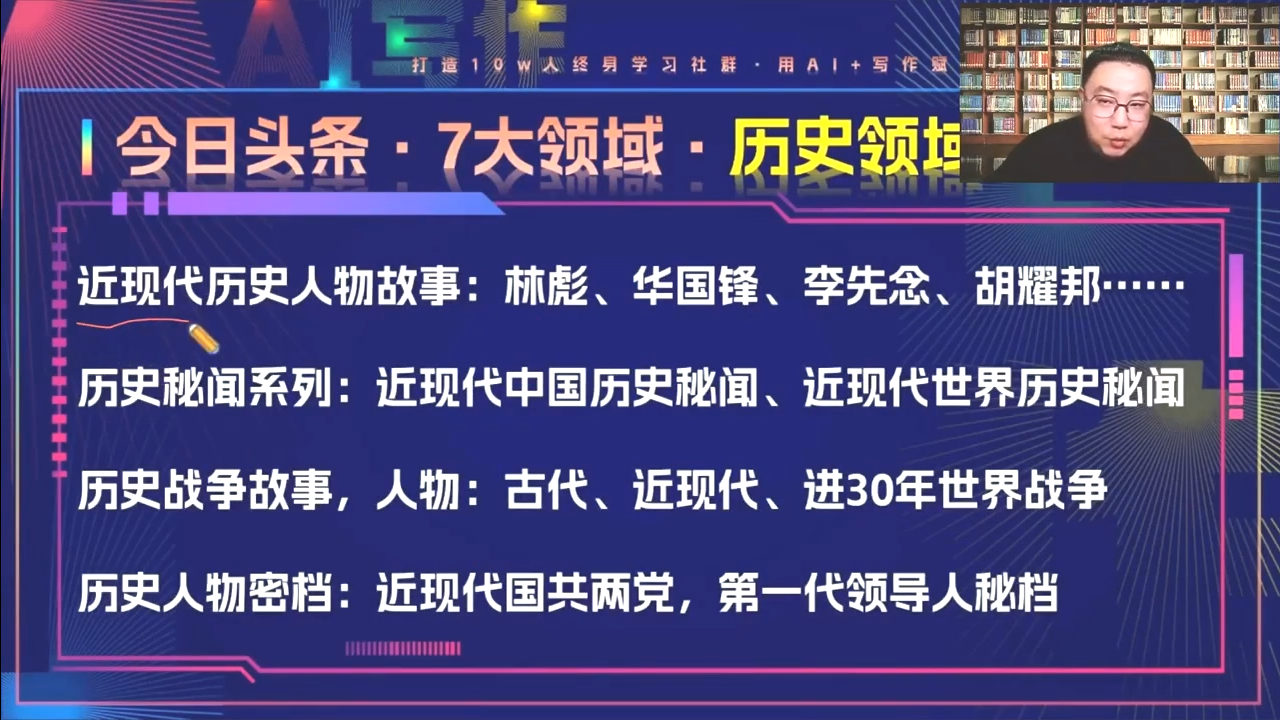 AI写作
打造10w人终身学习社群·用AI+写作赋
今日头条·7大领域·历史领域
近现代历史人物故事：林彪、华国锋、李先念、胡耀邦……
历史秘闻系列：近现代中国历史秘闻、近现代世界历史秘闻
历史战争故事，人物：古代、近现代、进30年世界战争
历史人物密档：近现代国共两党，第一代领导人秘档